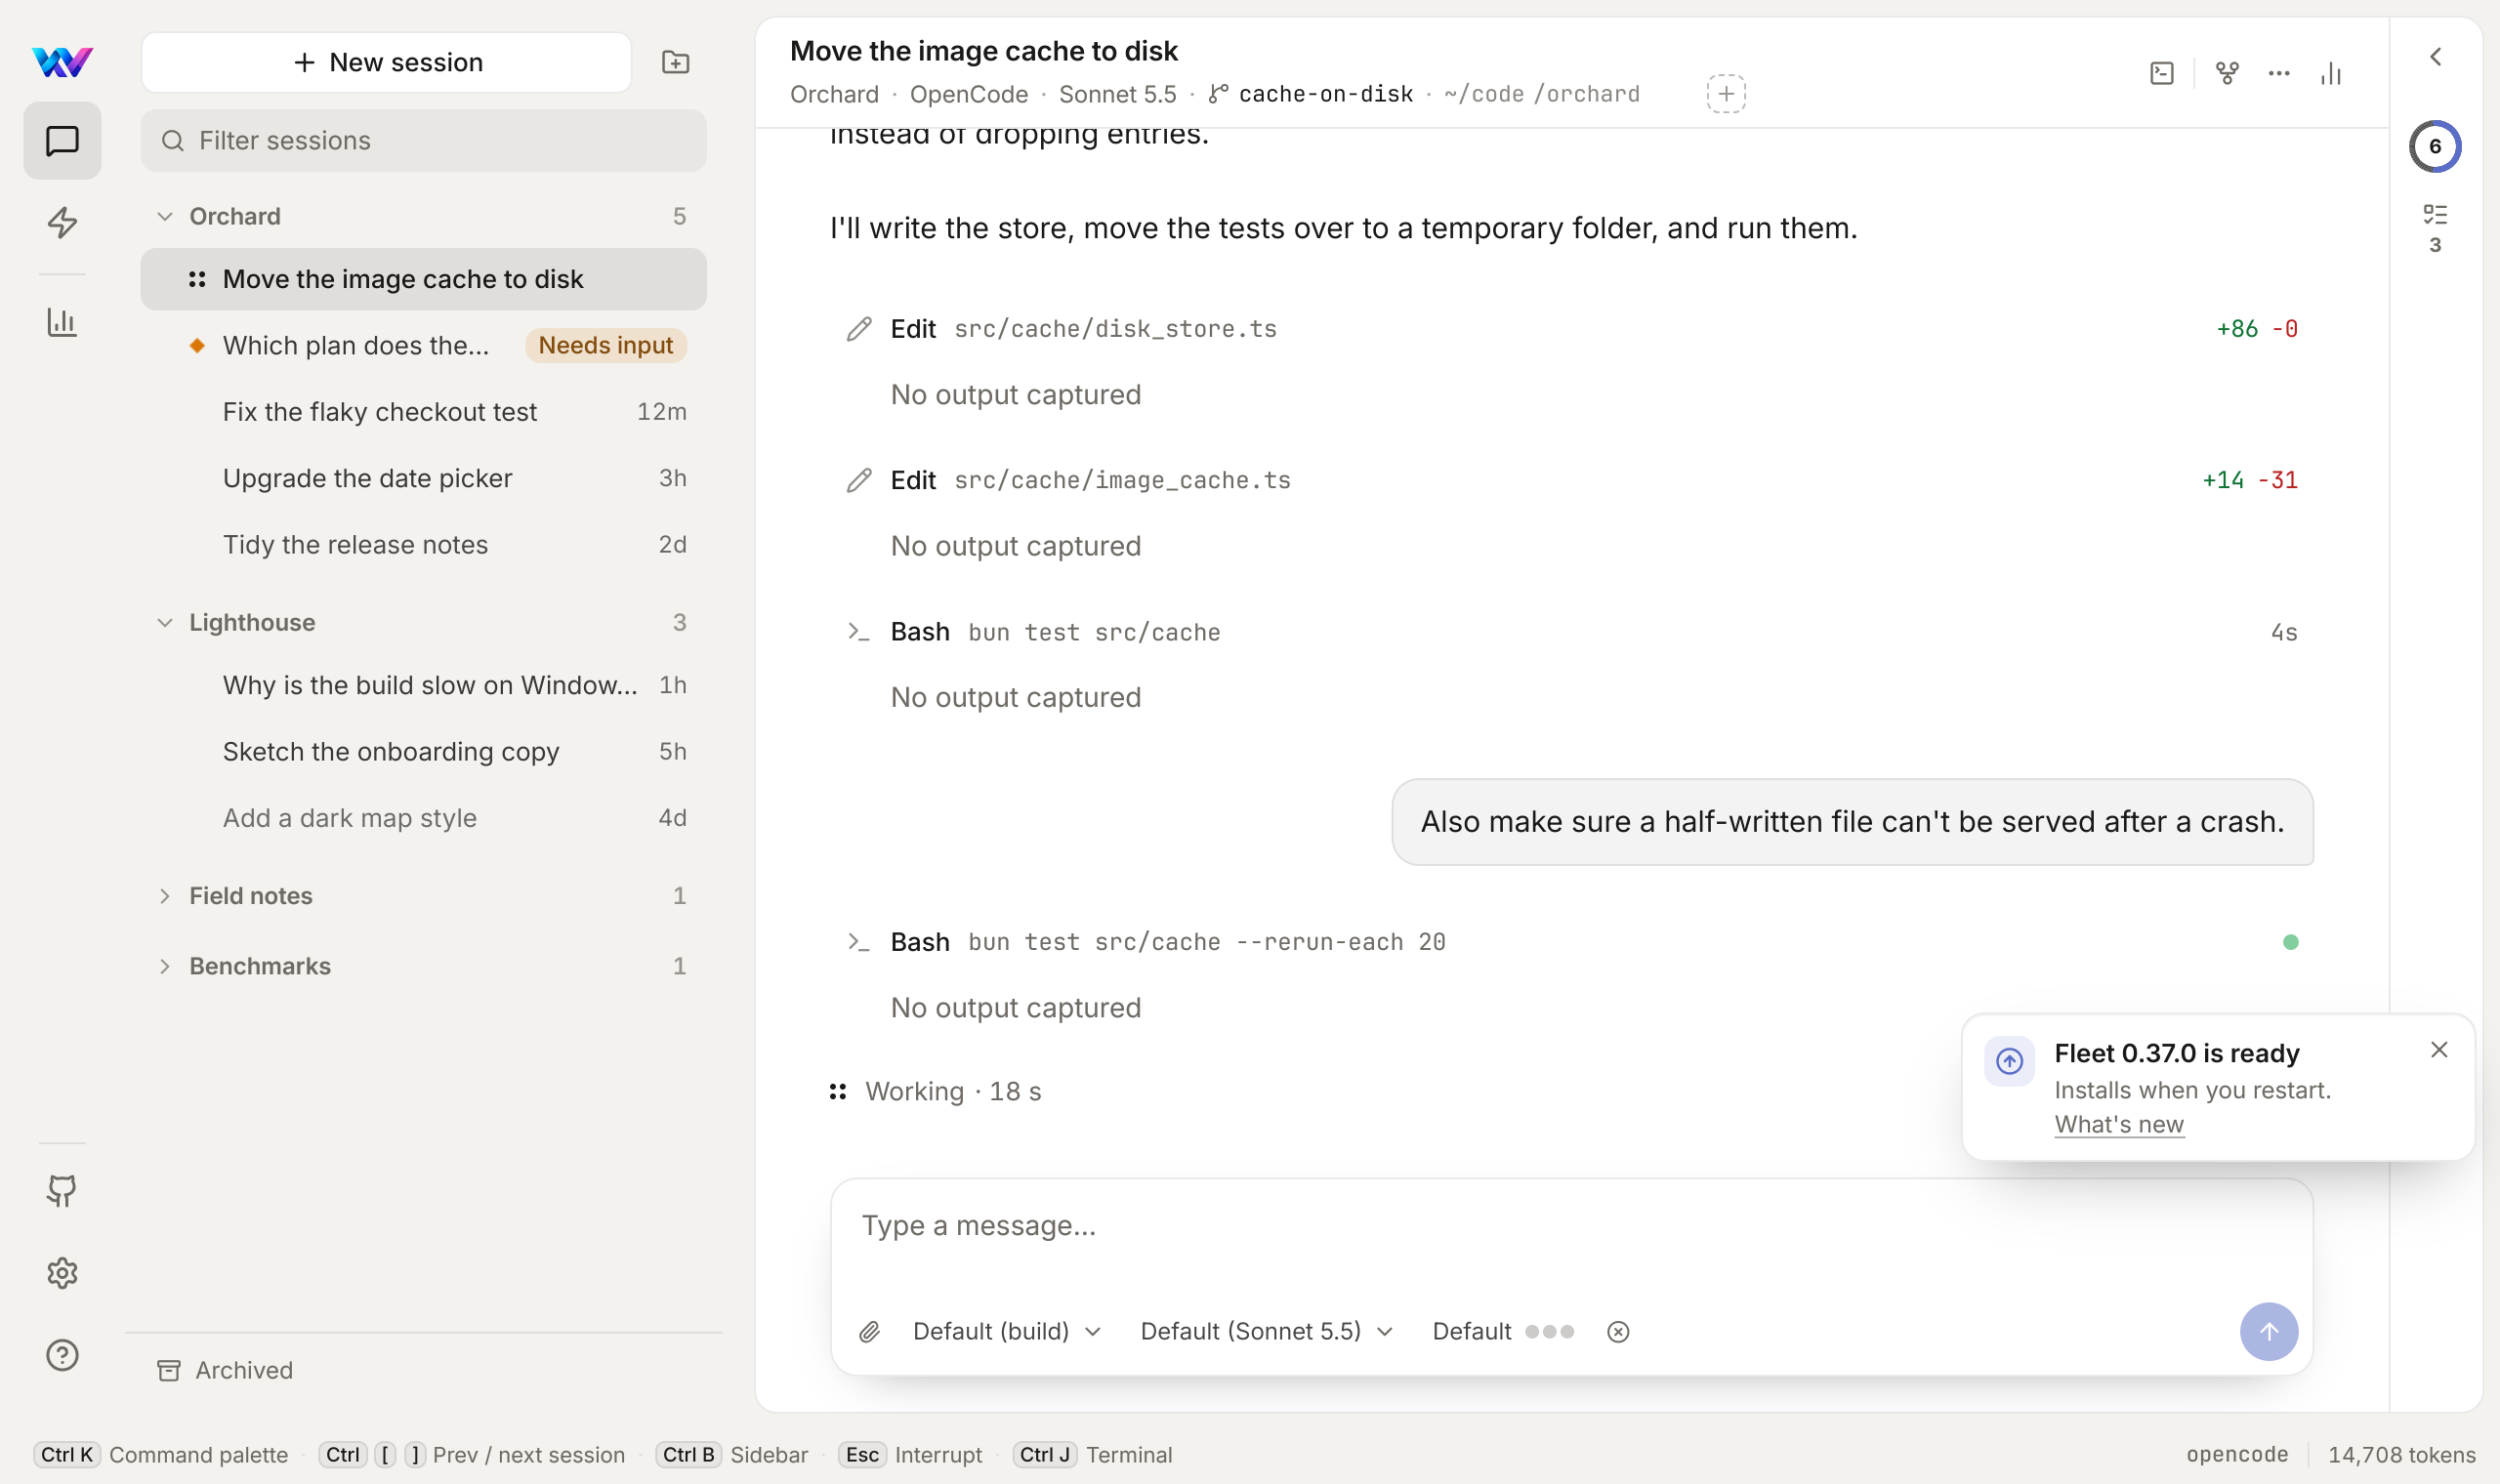 New session
Filter sessions
Orchard 5
Move the image cache to disk
Which plan does the... Needs input
Fix the flaky checkout test 12m
Upgrade the date picker 3h
Tidy the release notes 2d
Lighthouse 3
Why is the build slow on Window... 1h
Sketch the onboarding copy 5h
Add a dark map style 4d
Field notes 1
Benchmarks 1
Archived
Move the image cache to disk
Orchard · OpenCode · Sonnet 5.5 · cache-on-disk · ~/code /orchard
instead of dropping entries.
I'll write the store, move the tests over to a temporary folder, and run them.
Edit src/cache/disk_store.ts +86 -0
No output captured
Edit src/cache/image_cache.ts +14 -31
No output captured
Bash bun test src/cache 4s
No output captured
Also make sure a half-written file can't be served after a crash.
Bash bun test src/cache --rerun-each 20
No output captured
Working · 18 s
Type a message...
Default (build) Default (Sonnet 5.5) Default
6
3
Fleet 0.37.0 is ready
Installs when you restart.
What's new
Ctrl K Command palette · Ctrl [ ] Prev / next session · Ctrl B Sidebar · Esc Interrupt · Ctrl J Terminal
opencode 14,708 tokens